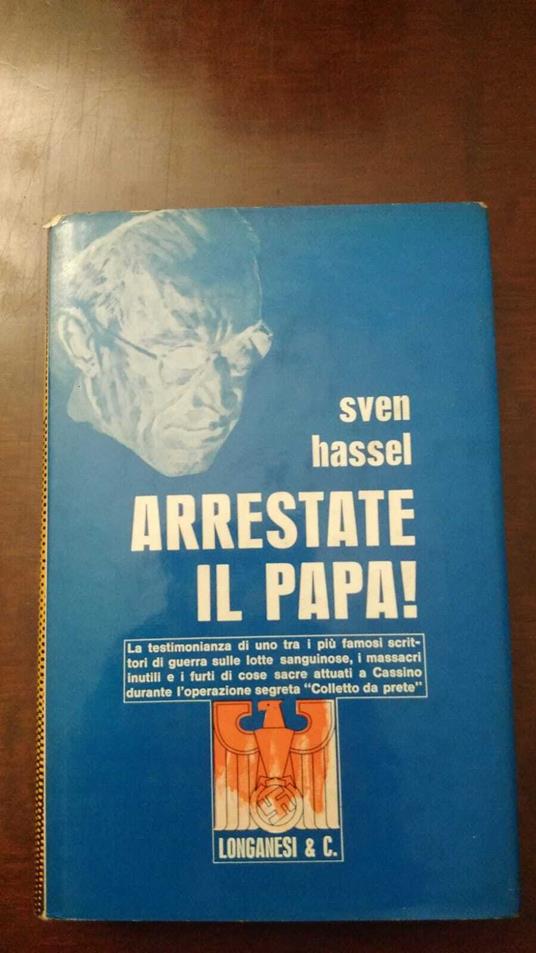 sven
hassel
ARRESTATE
IL PAPA!
La testimonianza di uno tra i più famosi scrit-
tori di guerra sulle lotte sanguinose, i massacri
inutili e i furti di cose sacre attuati a Cassino
durante l'operazione segreta "Colletto da prete"
LONGANESI & C.